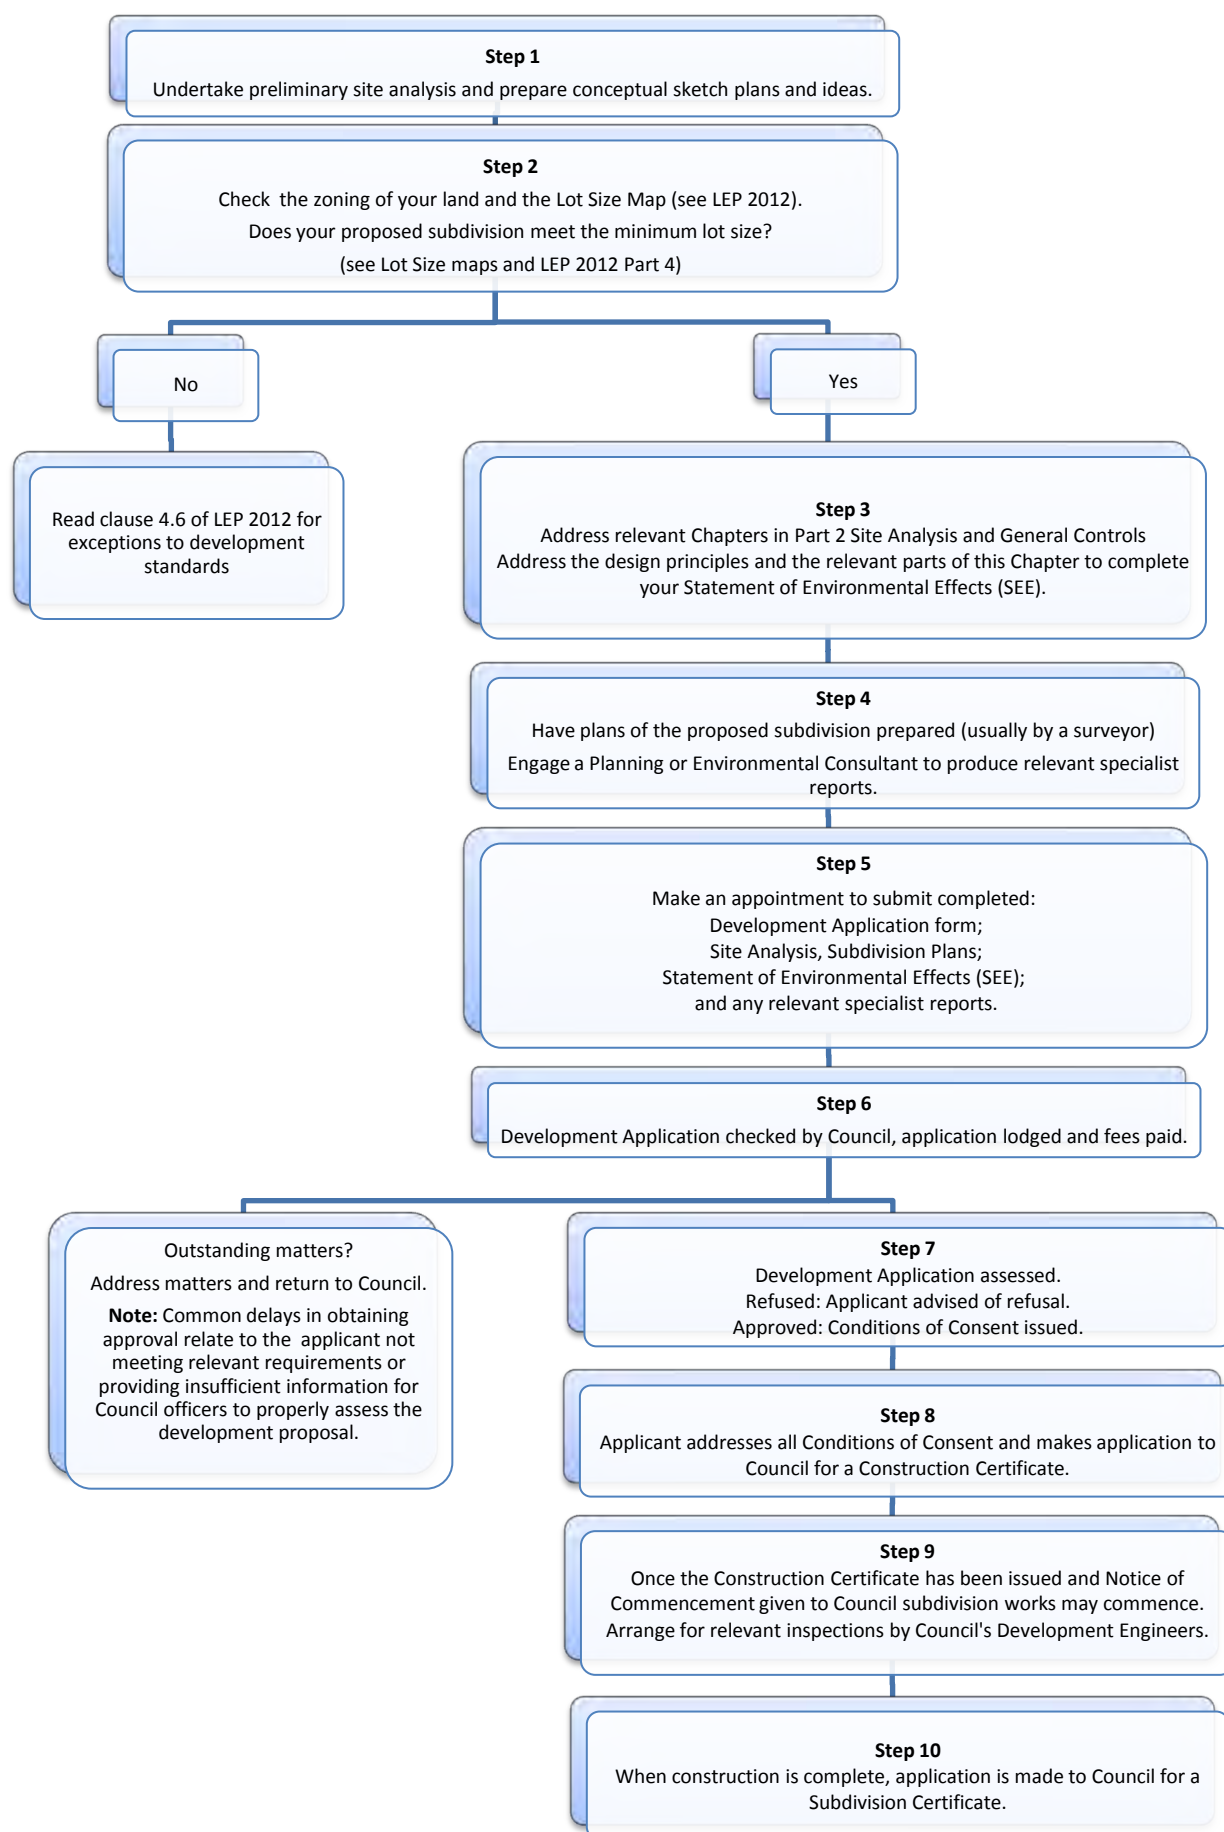 Step 1
Undertake preliminary site analysis and prepare conceptual sketch plans and ideas.
Step 2
Check the zoning of your land and the Lot Size Map (see LEP 2012).
Does your proposed subdivision meet the minimum lot size?
(see Lot Size maps and LEP 2012 Part 4)
No
Yes
Read clause 4.6 of LEP 2012 for
exceptions to development
standards
Step 3
Address relevant Chapters in Part 2 Site Analysis and General Controls
Address the design principles and the relevant parts of this Chapter to complete
your Statement of Environmental Effects (SEE).
Step 4
Have plans of the proposed subdivision prepared (usually by a surveyor)
Engage a Planning or Environmental Consultant to produce relevant specialist
reports.
Step 5
Make an appointment to submit completed:
Development Application form;
Site Analysis, Subdivision Plans;
Statement of Environmental Effects (SEE);
and any relevant specialist reports.
Step 6
Development Application checked by Council, application lodged and fees paid.
Outstanding matters?
Address matters and return to Council.
Note: Common delays in obtaining
approval relate to the applicant not
meeting relevant requirements or
providing insufficient information for
Council officers to properly assess the
development proposal.
Step 7
Development Application assessed.
Refused: Applicant advised of refusal.
Approved: Conditions of Consent issued.
Step 8
Applicant addresses all Conditions of Consent and makes application to
Council for a Construction Certificate.
Step 9
Once the Construction Certificate has been issued and Notice of
Commencement given to Council subdivision works may commence.
Arrange for relevant inspections by Council's Development Engineers.
Step 10
When construction is complete, application is made to Council for a
Subdivision Certificate.